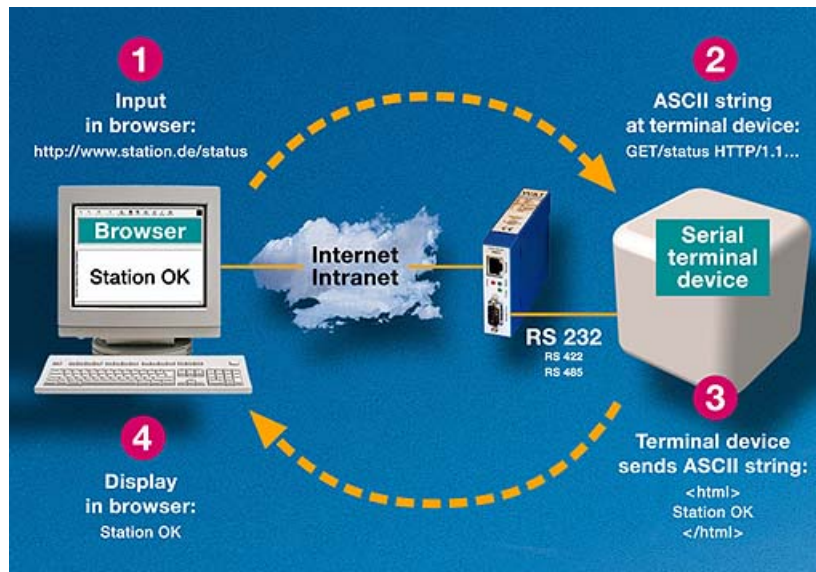 1
Input
in browser:
http://www.station.de/status
2
ASCII string
at terminal device:
GET/status HTTP/1.1...
Browser
Station OK
Internet
Intranet
Serial
terminal
device
RS 232
RS 422
RS 485
3
Terminal device
sends ASCII string:
<html>
Station OK
</html>
4
Display
in browser:
Station OK